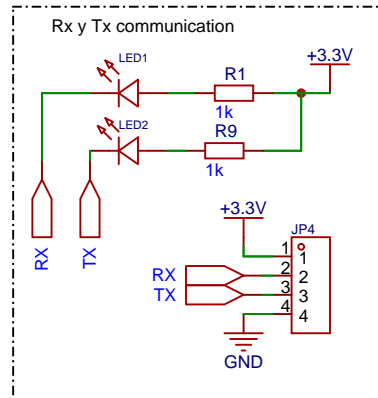 Rx y Tx communication
+3.3V
LED1
R1
1k
LED2
R9
1k
RX
TX
+3.3V
JP4
1 1
RX 2 2
TX 3 3
4 4
GND